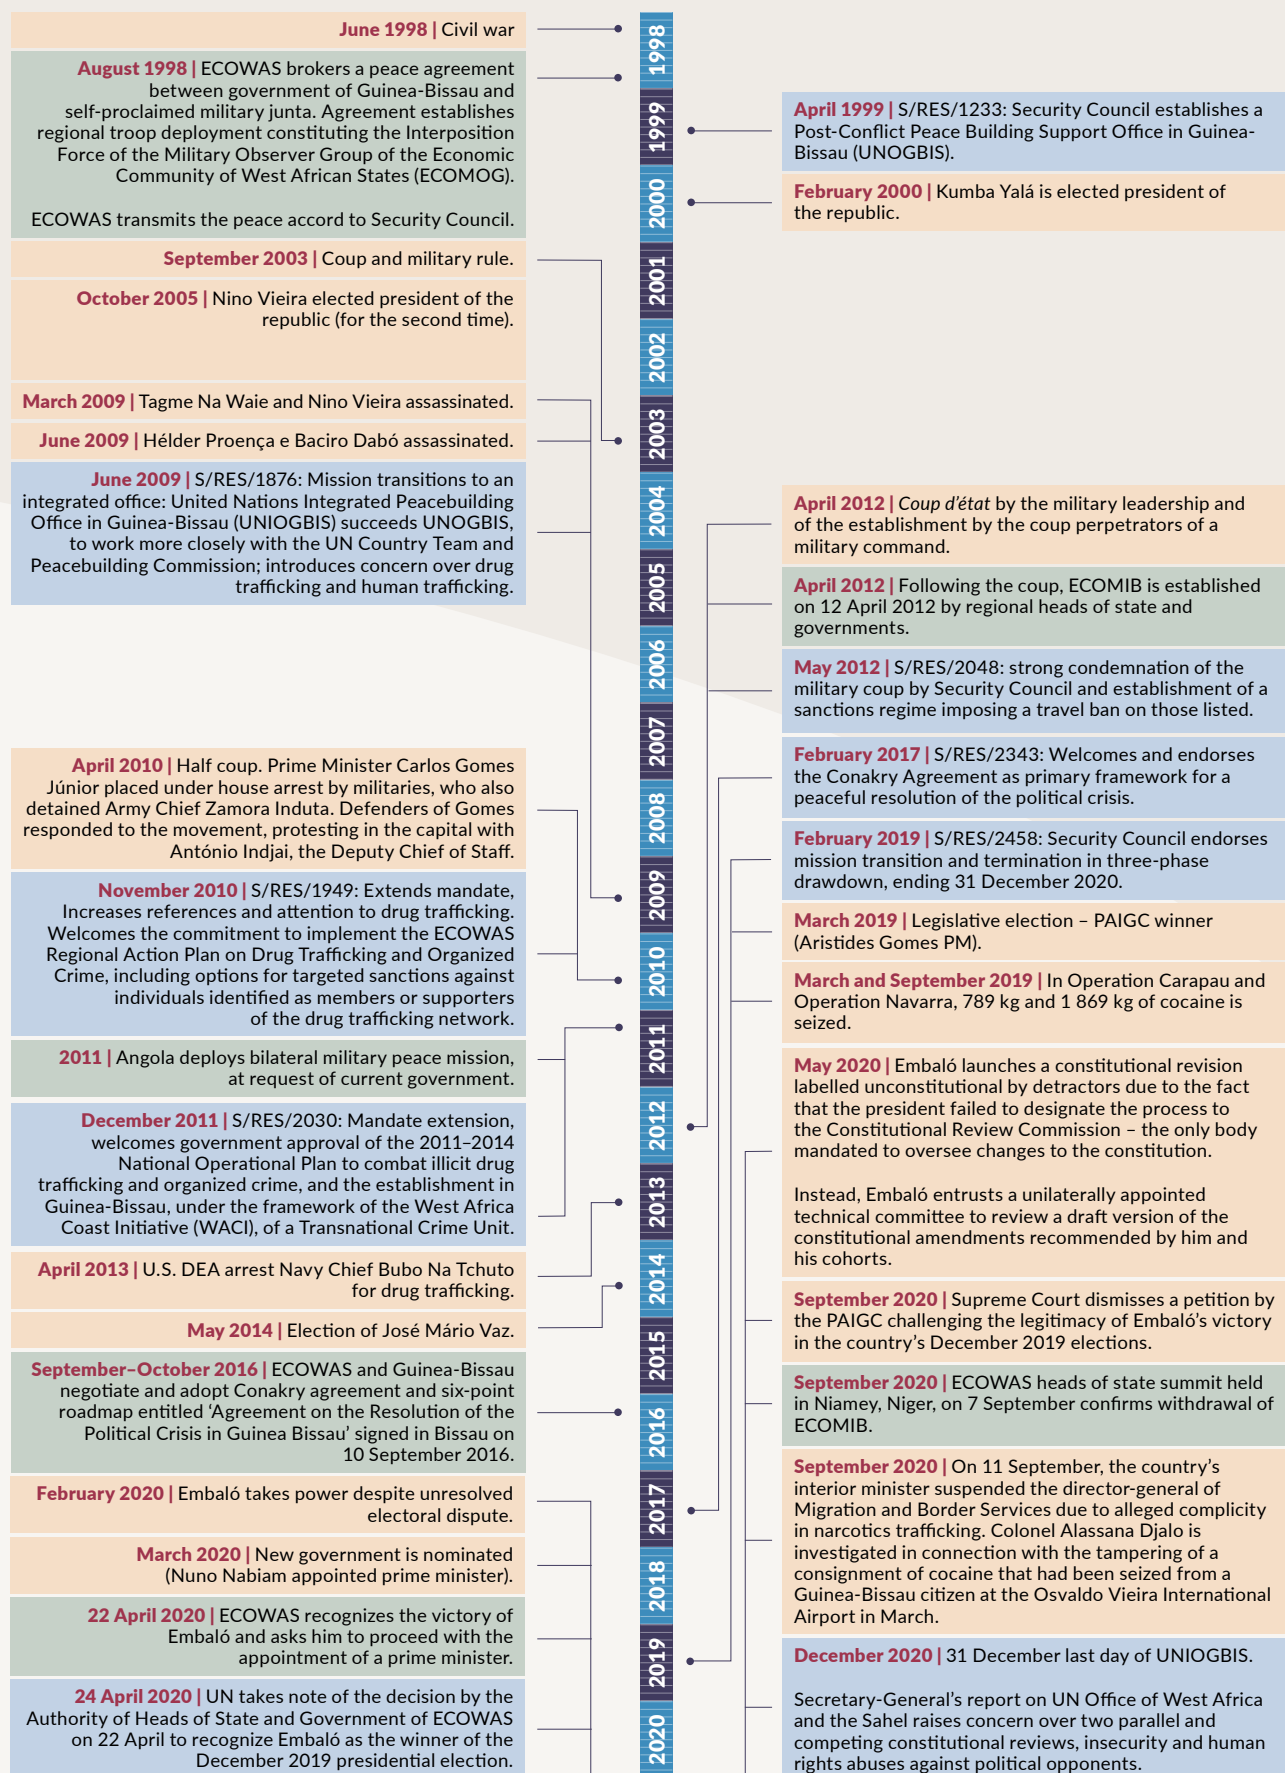 June 1998 | Civil war
August 1998 | ECOWAS brokers a peace agreement
between government of Guinea-Bissau and
self-proclaimed military junta. Agreement establishes
regional troop deployment constituting the Interposition
Force of the Military Observer Group of the Economic
Community of West African States (ECOMOG).
ECOWAS transmits the peace accord to Security Council.
September 2003 | Coup and military rule.
October 2005 | Nino Vieira elected president of the
republic (for the second time).
March 2009 | Tagme Na Waie and Nino Vieira assassinated.
June 2009 | Hélder Proença e Baciro Dabó assassinated.
June 2009 | S/RES/1876: Mission transitions to an
integrated office: United Nations Integrated Peacebuilding
Office in Guinea-Bissau (UNIOGBIS) succeeds UNOGBIS,
to work more closely with the UN Country Team and
Peacebuilding Commission; introduces concern over drug
trafficking and human trafficking.
April 2010 | Half coup. Prime Minister Carlos Gomes
Júnior placed under house arrest by militaries, who also
detained Army Chief Zamora Induta. Defenders of Gomes
responded to the movement, protesting in the capital with
António Indjai, the Deputy Chief of Staff.
November 2010 | S/RES/1949: Extends mandate,
Increases references and attention to drug trafficking.
Welcomes the commitment to implement the ECOWAS
Regional Action Plan on Drug Trafficking and Organized
Crime, including options for targeted sanctions against
individuals identified as members or supporters
of the drug trafficking network.
2011 | Angola deploys bilateral military peace mission,
at request of current government.
December 2011 | S/RES/2030: Mandate extension,
welcomes government approval of the 2011–2014
National Operational Plan to combat illicit drug
trafficking and organized crime, and the establishment in
Guinea-Bissau, under the framework of the West Africa
Coast Initiative (WACI), of a Transnational Crime Unit.
April 2013 | U.S. DEA arrest Navy Chief Bubo Na Tchuto
for drug trafficking.
May 2014 | Election of José Mário Vaz.
September–October 2016 | ECOWAS and Guinea-Bissau
negotiate and adopt Conakry agreement and six-point
roadmap entitled ‘Agreement on the Resolution of the
Political Crisis in Guinea Bissau’ signed in Bissau on
10 September 2016.
February 2020 | Embaló takes power despite unresolved
electoral dispute.
March 2020 | New government is nominated
(Nuno Nabiam appointed prime minister).
22 April 2020 | ECOWAS recognizes the victory of
Embaló and asks him to proceed with the
appointment of a prime minister.
24 April 2020 | UN takes note of the decision by the
Authority of Heads of State and Government of ECOWAS
on 22 April to recognize Embaló as the winner of the
December 2019 presidential election.
1998
1999
2000
2001
2002
2003
2004
2005
2006
2007
2008
2009
2010
2011
2012
2013
2014
2015
2016
2017
2018
2019
2020
April 1999 | S/RES/1233: Security Council establishes a
Post-Conflict Peace Building Support Office in Guinea-
Bissau (UNOGBIS).
February 2000 | Kumba Yalá is elected president of
the republic.
April 2012 | Coup d’état by the military leadership and
of the establishment by the coup perpetrators of a
military command.
April 2012 | Following the coup, ECOMIB is established
on 12 April 2012 by regional heads of state and
governments.
May 2012 | S/RES/2048: strong condemnation of the
military coup by Security Council and establishment of a
sanctions regime imposing a travel ban on those listed.
February 2017 | S/RES/2343: Welcomes and endorses
the Conakry Agreement as primary framework for a
peaceful resolution of the political crisis.
February 2019 | S/RES/2458: Security Council endorses
mission transition and termination in three-phase
drawdown, ending 31 December 2020.
March 2019 | Legislative election – PAIGC winner
(Aristides Gomes PM).
March and September 2019 | In Operation Carapau and
Operation Navarra, 789 kg and 1 869 kg of cocaine is
seized.
May 2020 | Embaló launches a constitutional revision
labelled unconstitutional by detractors due to the fact
that the president failed to designate the process to
the Constitutional Review Commission – the only body
mandated to oversee changes to the constitution.
Instead, Embaló entrusts a unilaterally appointed
technical committee to review a draft version of the
constitutional amendments recommended by him and
his cohorts.
September 2020 | Supreme Court dismisses a petition by
the PAIGC challenging the legitimacy of Embaló’s victory
in the country’s December 2019 elections.
September 2020 | ECOWAS heads of state summit held
in Niamey, Niger, on 7 September confirms withdrawal of
ECOMIB.
September 2020 | On 11 September, the country’s
interior minister suspended the director-general of
Migration and Border Services due to alleged complicity
in narcotics trafficking. Colonel Alassana Djalo is
investigated in connection with the tampering of a
consignment of cocaine that had been seized from a
Guinea-Bissau citizen at the Osvaldo Vieira International
Airport in March.
December 2020 | 31 December last day of UNIOGBIS.
Secretary-General’s report on UN Office of West Africa
and the Sahel raises concern over two parallel and
competing constitutional reviews, insecurity and human
rights abuses against political opponents.